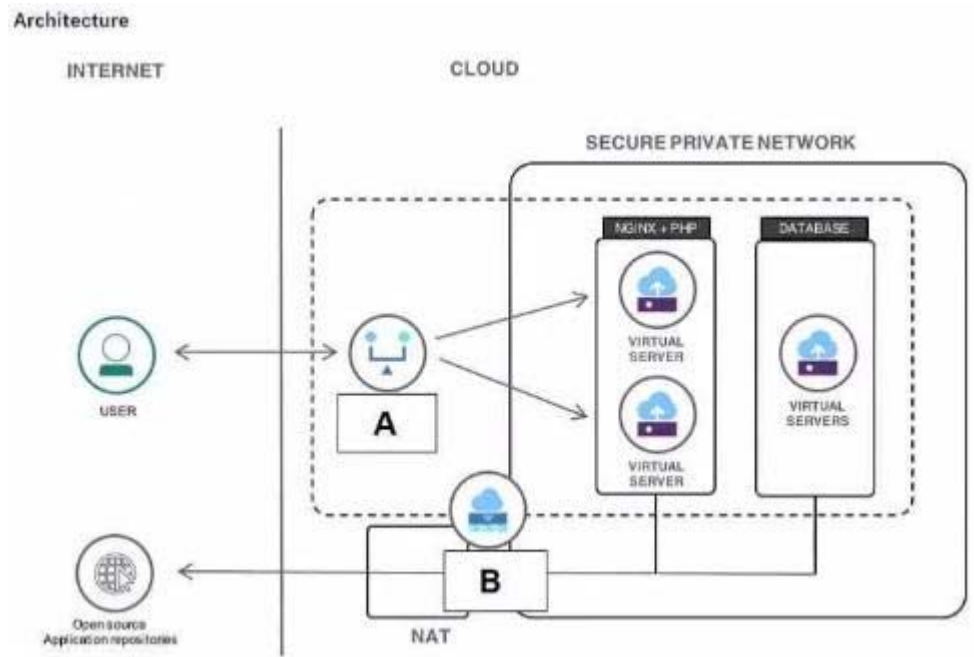 Architecture
INTERNET
CLOUD
SECURE PRIVATE NETWORK
NGINX + PHP
DATABASE
VIRTUAL
SERVER
USER
A
VIRTUAL
SERVERS
VIRTUAL
SERVER
B
Open source
Application repositories
NAT